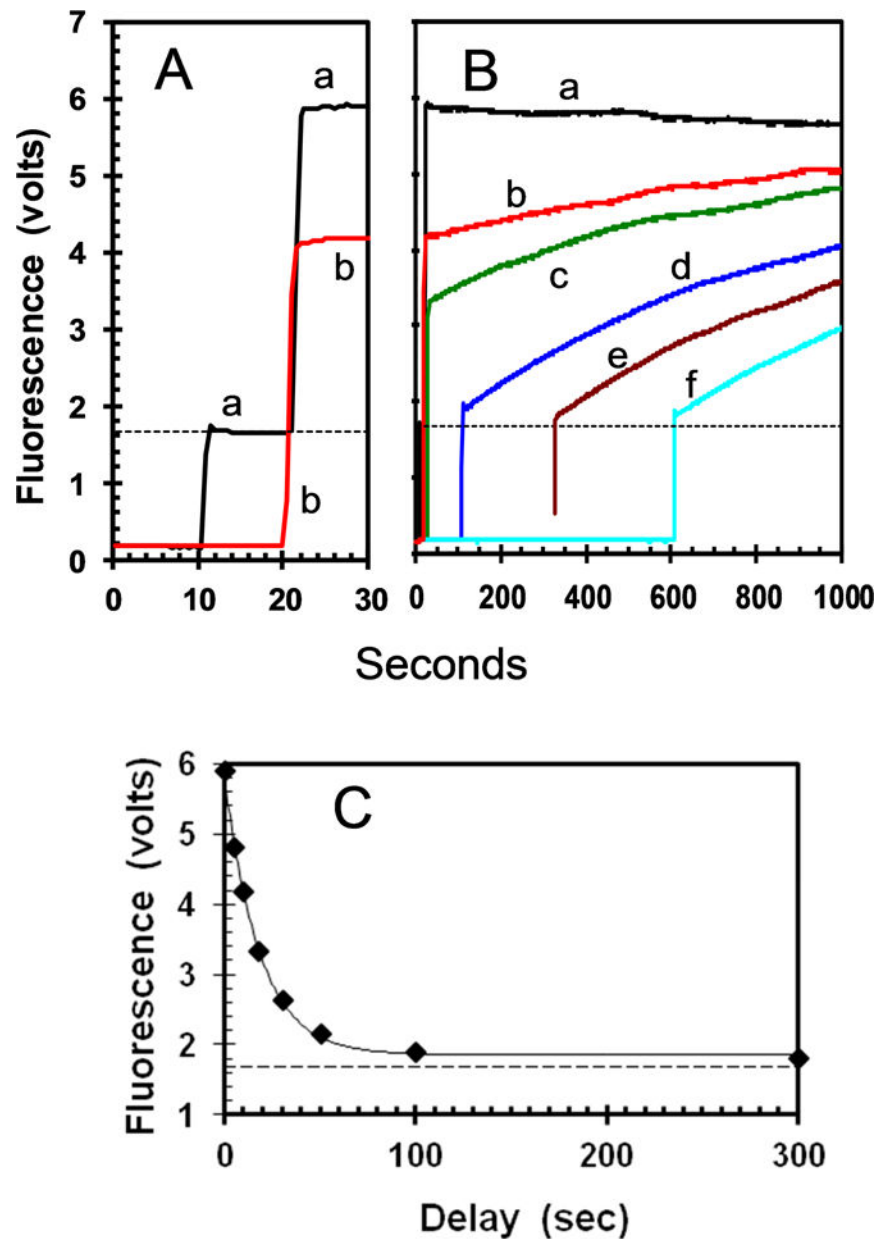 7
6
5
4
3
2
1
0
Fluorescencce (volts)
A
a
b
a
b
0 10 20 30
B
a
b
c
d
e
f
0 200 400 600 800 1000
Seconds
6
5
4
3
2
1
Fluorescence (volts)
C
0 100 200 300
Delay (sec)